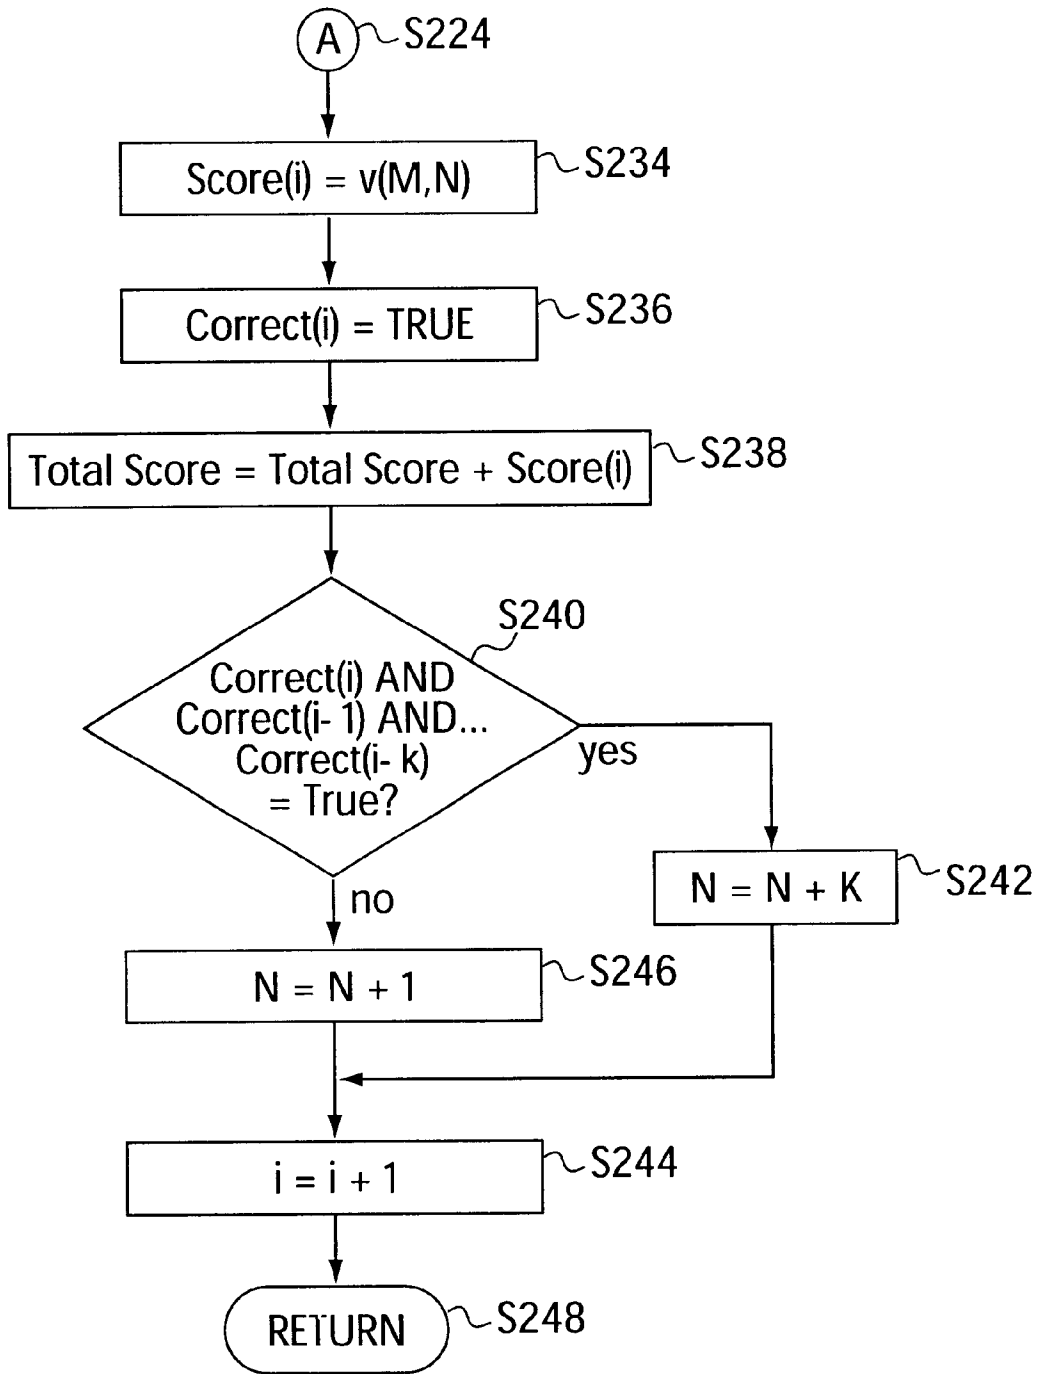 A
S224
Score(i) = v(M,N)
S234
Correct(i) = TRUE
S236
Total Score = Total Score + Score(i)
S238
S240
Correct(i) AND
Correct(i- 1) AND...
Correct(i- k)
= True?
yes
no
N = N + K
S242
N = N + 1
S246
i = i + 1
S244
RETURN
S248